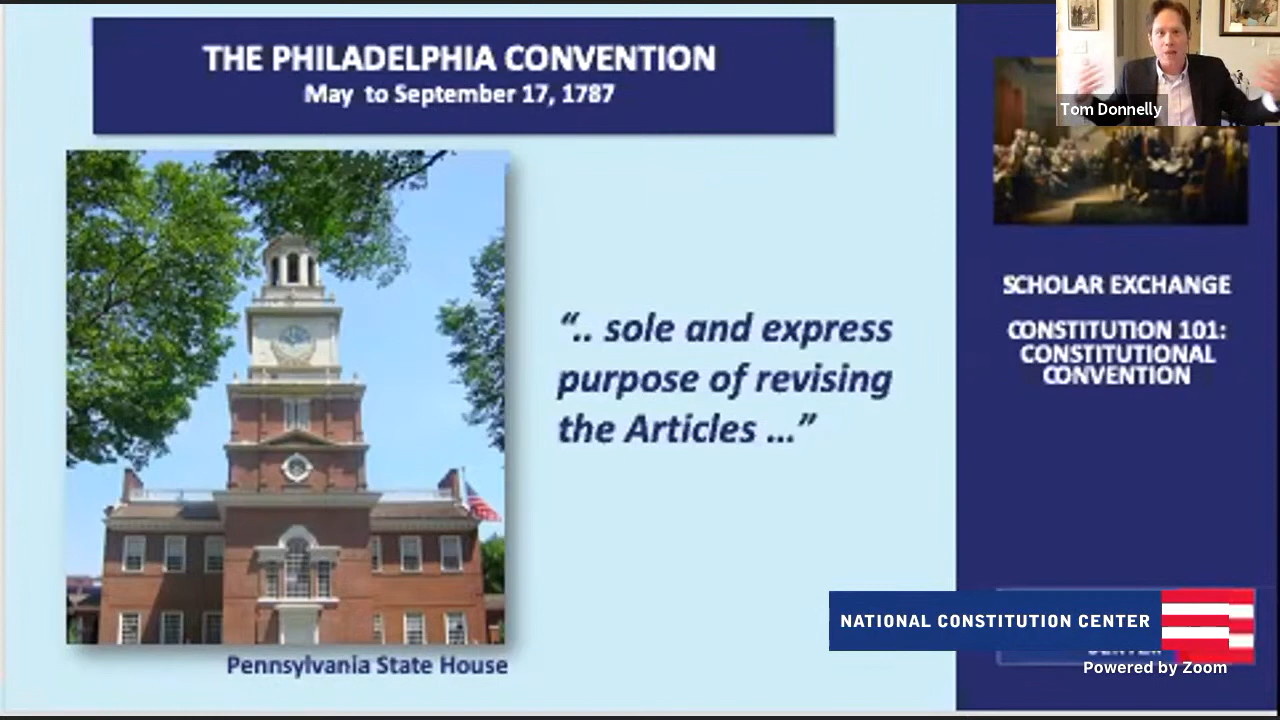 THE PHILADELPHIA CONVENTION
May to September 17, 1787
Tom Donnelly
“.. sole and express
purpose of revising
the Articles ...”
Pennsylvania State House
SCHOLAR EXCHANGE
CONSTITUTION 101:
CONSTITUTIONAL
CONVENTION
NATIONAL CONSTITUTION CENTER
Powered by Zoom